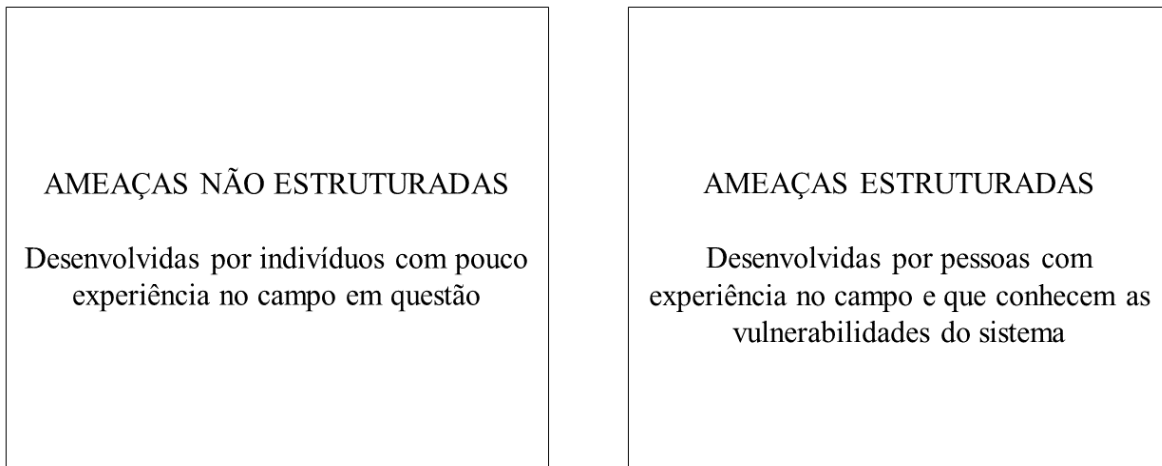 AMEAÇAS NÃO ESTRUTURADAS
Desenvolvidas por indivíduos com pouco
experiência no campo em questão
AMEAÇAS ESTRUTURADAS
Desenvolvidas por pessoas com
experiência no campo e que conhecem as
vulnerabilidades do sistema